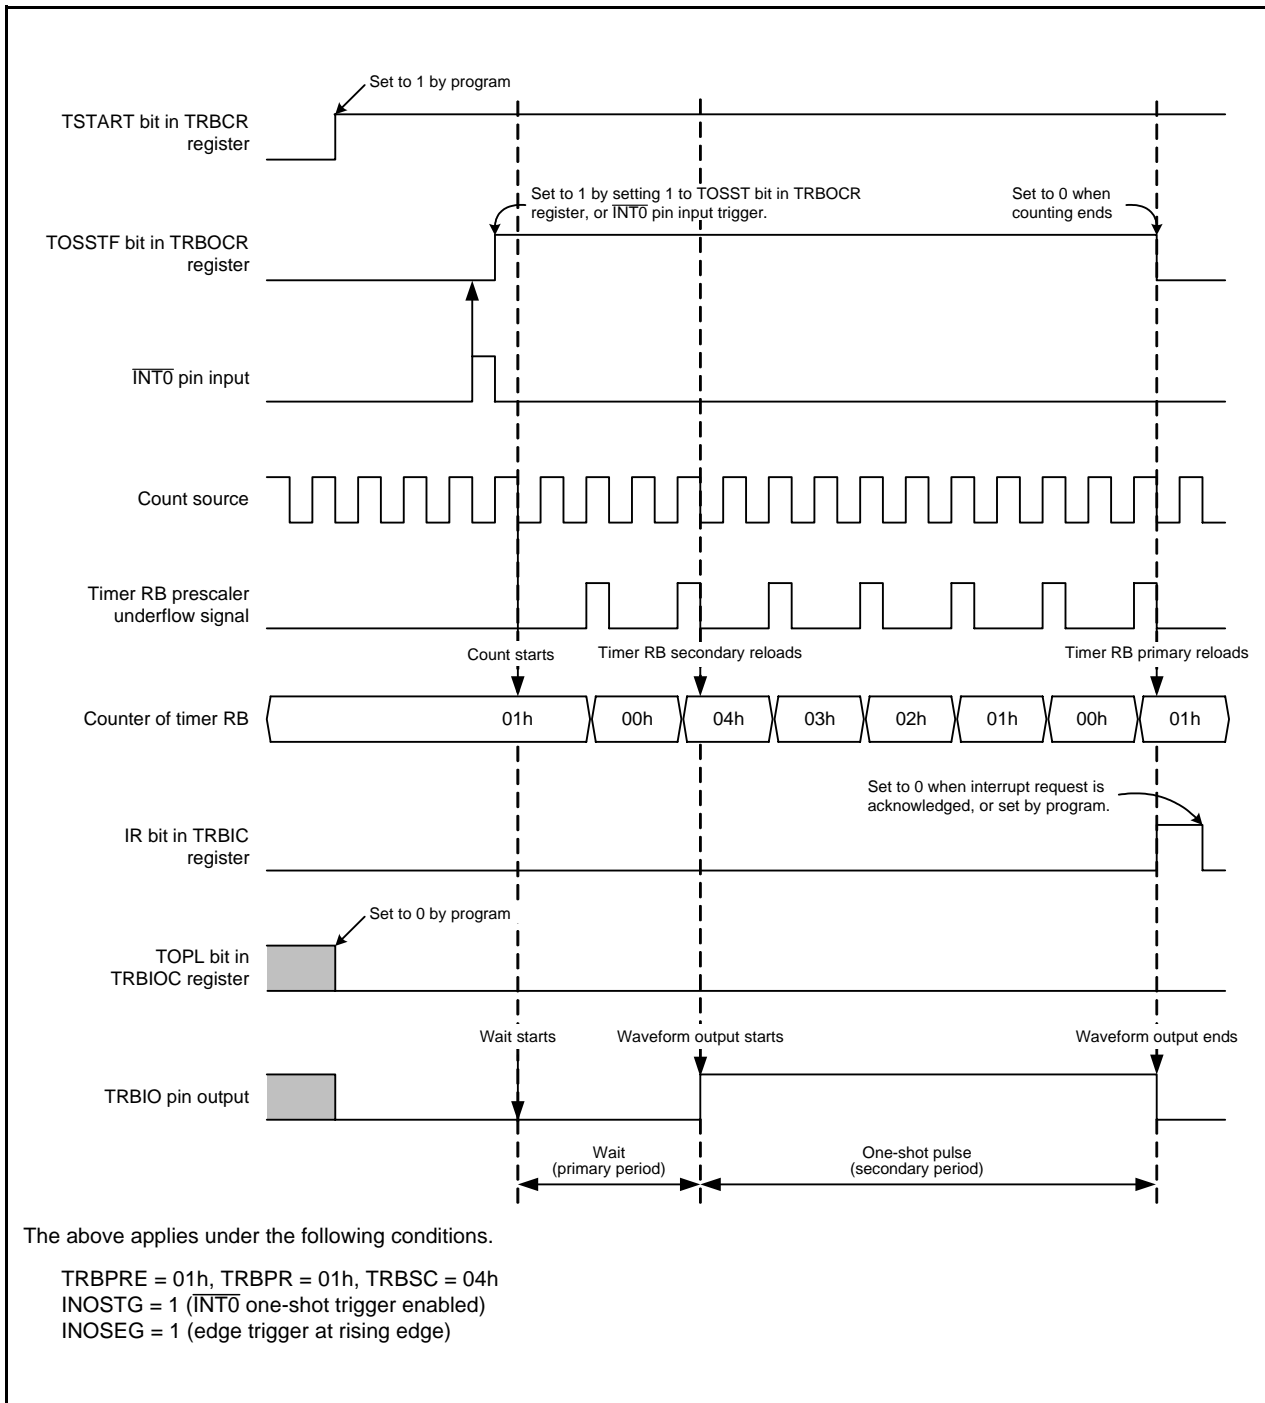 Set to 1 by program
TSTART bit in TRBCR
register
Set to 1 by setting 1 to TOSST bit in TRBOCR
register, or INT0 pin input trigger.
Set to 0 when
counting ends
TOSSTF bit in TRBOCR
register
INT0 pin input
Count source
Timer RB prescaler
underflow signal
Count starts
Timer RB secondary reloads
Timer RB primary reloads
Counter of timer RB
01h
00h
04h
03h
02h
01h
00h
01h
Set to 0 when interrupt request is
acknowledged, or set by program.
IR bit in TRBIC
register
Set to 0 by program
TOPL bit in
TRBIOC register
Wait starts
Waveform output starts
Waveform output ends
TRBIO pin output
Wait
(primary period)
One-shot pulse
(secondary period)
The above applies under the following conditions.
TRBPRE = 01h, TRBPR = 01h, TRBSC = 04h
INOSTG = 1 (INT0 one-shot trigger enabled)
INOSEG = 1 (edge trigger at rising edge)